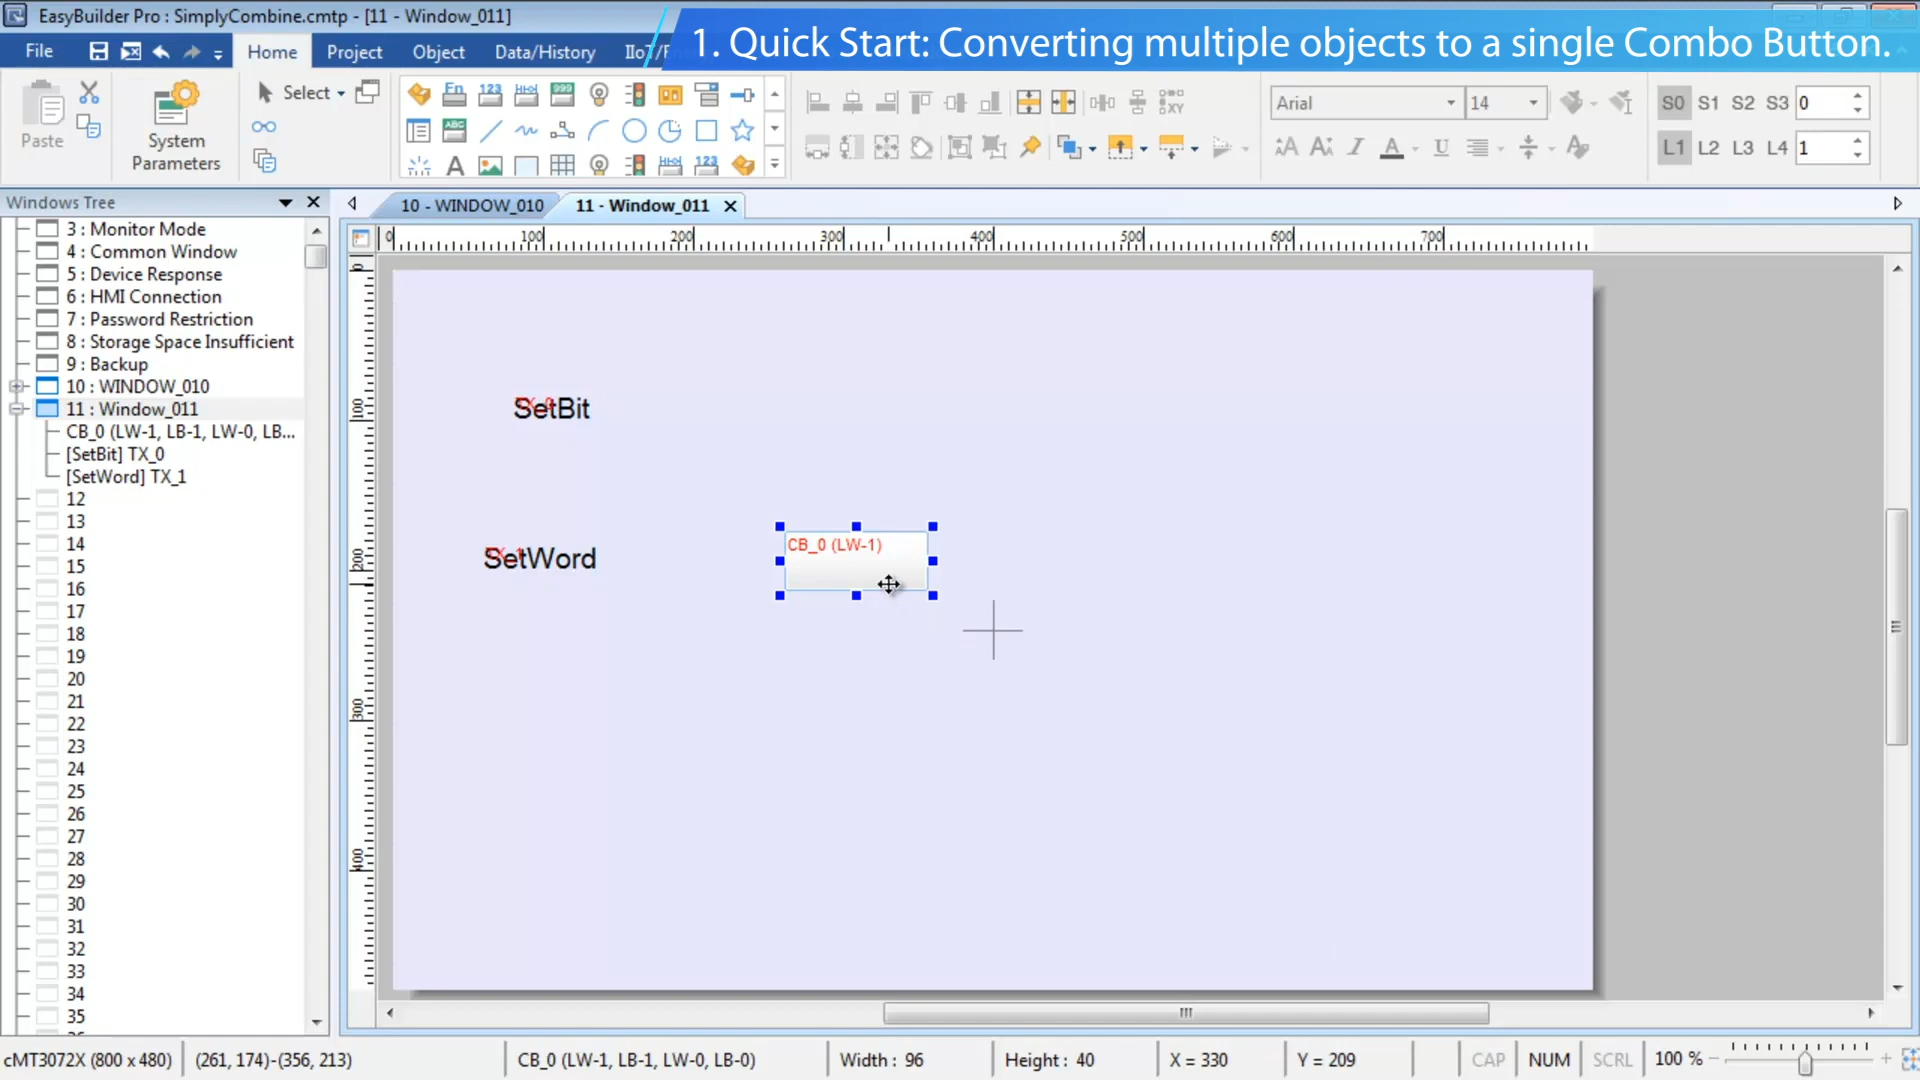 EasyBuilder Pro : SimplyCombine.cmtp - [11 - Window_011]
1. Quick Start: Converting multiple objects to a single Combo Button.
File
Home
Project
Object
Data/History
Paste
System
Parameters
Select
Arial
14
S0 S1 S2 S3 0
L1 L2 L3 L4 1
Windows Tree
10 - WINDOW_010
11 - Window_011
3 : Monitor Mode
4 : Common Window
5 : Device Response
6 : HMI Connection
7 : Password Restriction
8 : Storage Space Insufficient
9 : Backup
10 : WINDOW_010
11 : Window_011
CB_0 (LW-1, LB-1, LW-0, LB...
[SetBit] TX_0
[SetWord] TX_1
12
13
14
15
16
17
18
19
20
21
22
23
24
25
26
27
28
29
30
31
32
33
34
35
0 100 200 300 400 500 600 700
0
100
200
300
400
SetBit
SetWord
CB_0 (LW-1)
cMT3072X (800 x 480)
(261, 174)-(356, 213)
CB_0 (LW-1, LB-1, LW-0, LB-0)
Width : 96
Height : 40
X = 330
Y = 209
CAP
NUM
SCRL
100 %